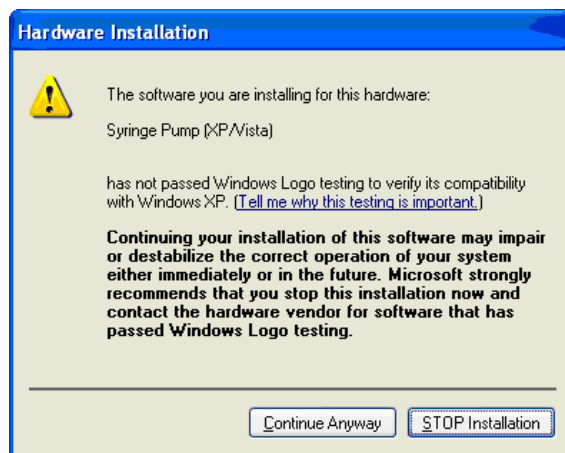 Hardware Installation
The software you are installing for this hardware:
Syringe Pump (XP/Vista)
has not passed Windows Logo testing to verify its compatibility
with Windows XP. (Tell me why this testing is important.)
Continuing your installation of this software may impair
or destabilize the correct operation of your system
either immediately or in the future. Microsoft strongly
recommends that you stop this installation now and
contact the hardware vendor for software that has
passed Windows Logo testing.
Continue Anyway
STOP Installation